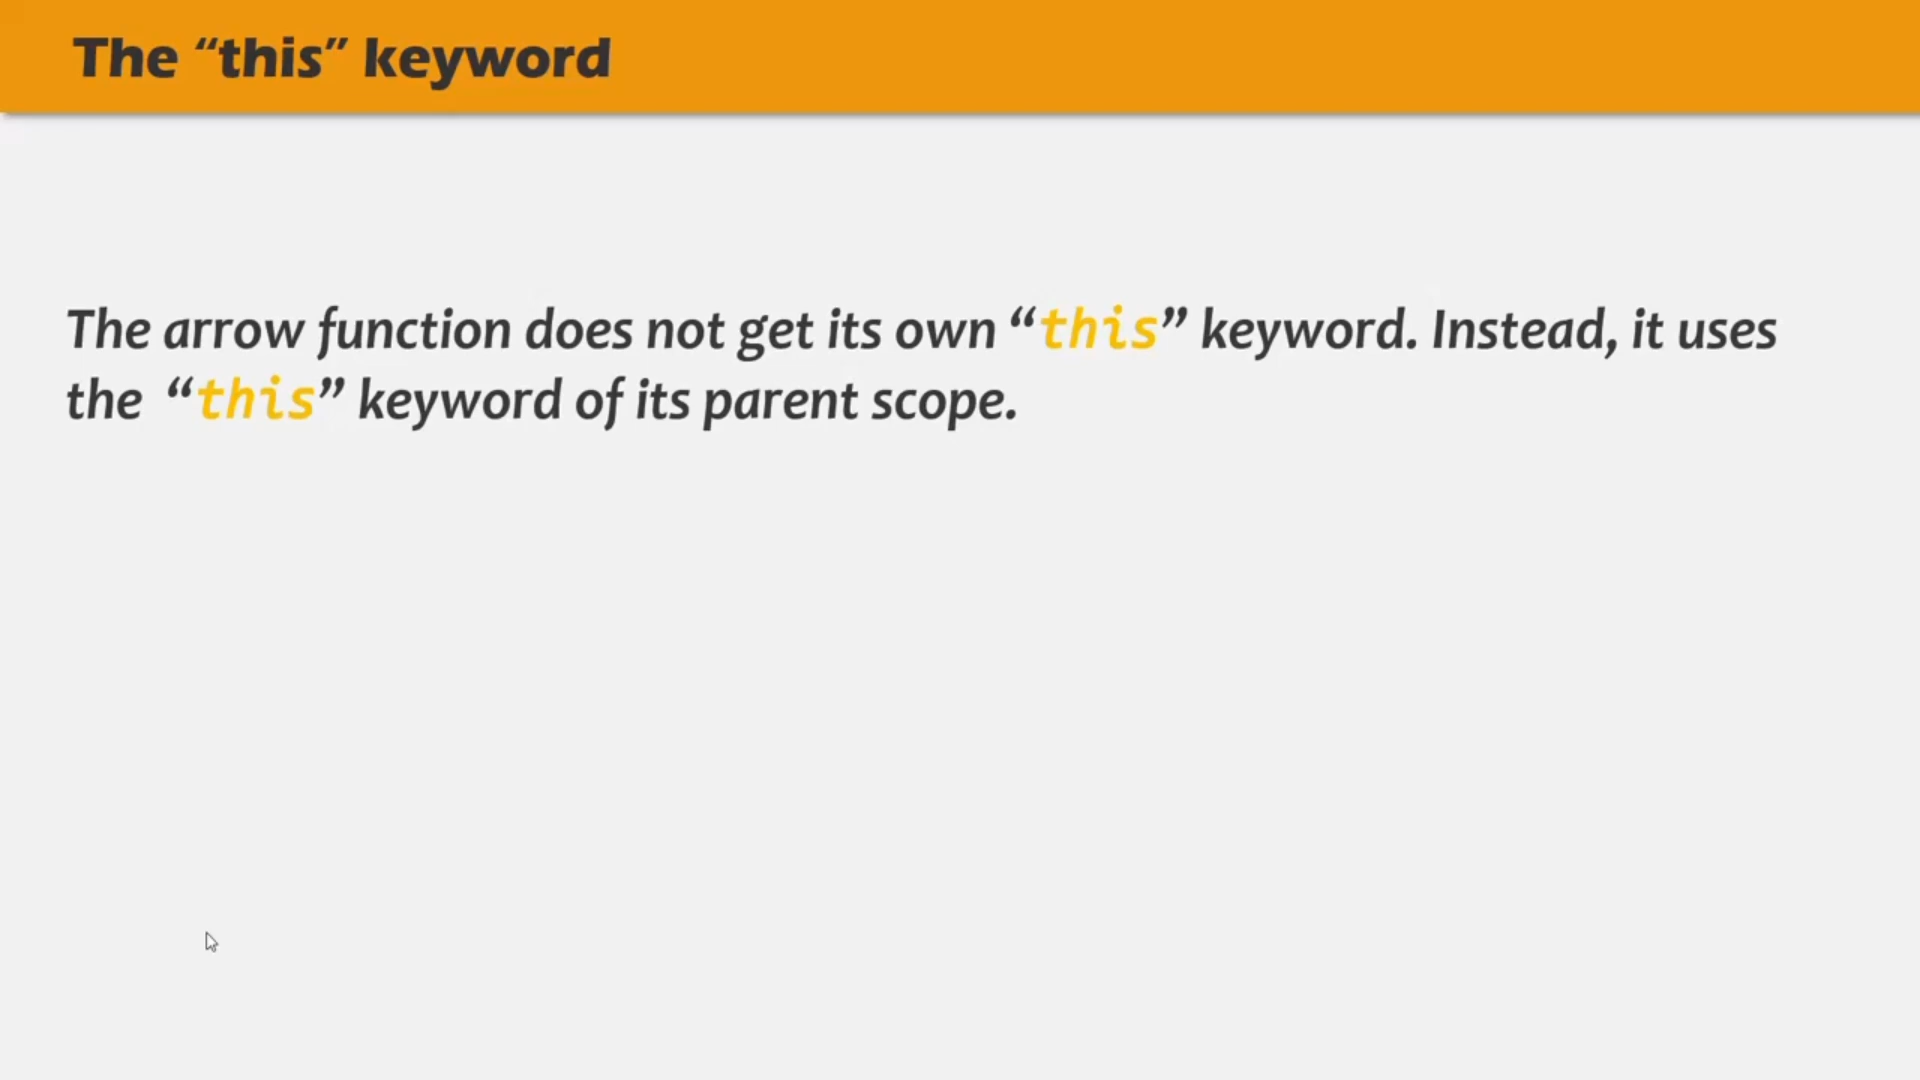 The “this” keyword
The arrow function does not get its own “this” keyword. Instead, it uses
the “this” keyword of its parent scope.